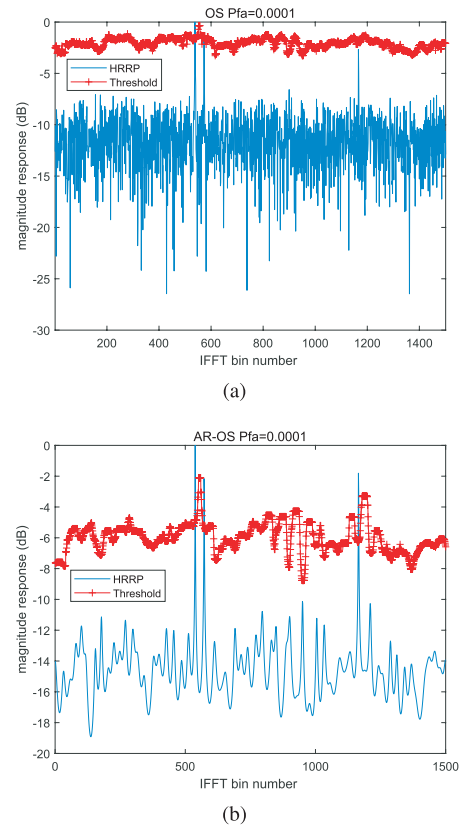 OS Pfa=0.0001
0
-5
-10
-15
-20
-25
-30
magnitude response (dB)
HRRP
Threshold
200
400
600
800
1000
1200
1400
IFFT bin number
(a)
AR-OS Pfa=0.0001
0
-2
-4
-6
-8
-10
-12
-14
-16
-18
-20
magnitude response (dB)
HRRP
Threshold
0
500
1000
1500
IFFT bin number
(b)